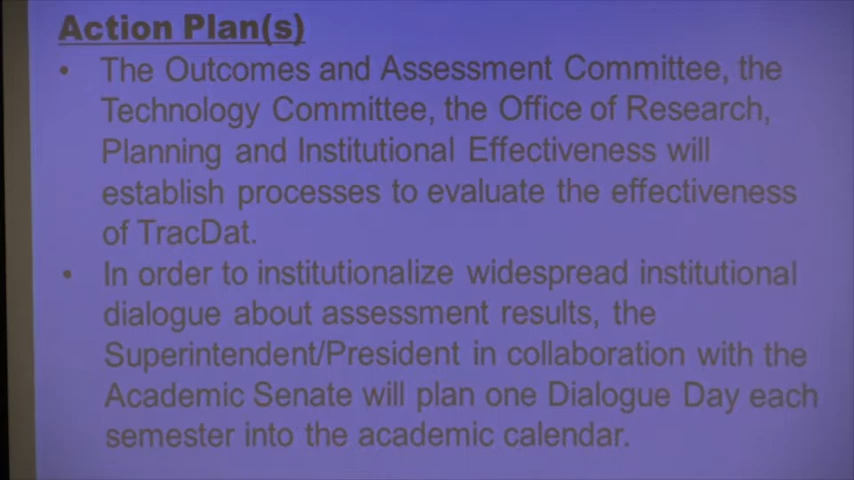 Action Plan(s)
• The Outcomes and Assessment Committee, the
Technology Committee, the Office of Research,
Planning and Institutional Effectiveness will
establish processes to evaluate the effectiveness
of TracDat.
• In order to institutionalize widespread institutional
dialogue about assessment results, the
Superintendent/President in collaboration with the
Academic Senate will plan one Dialogue Day each
semester into the academic calendar.